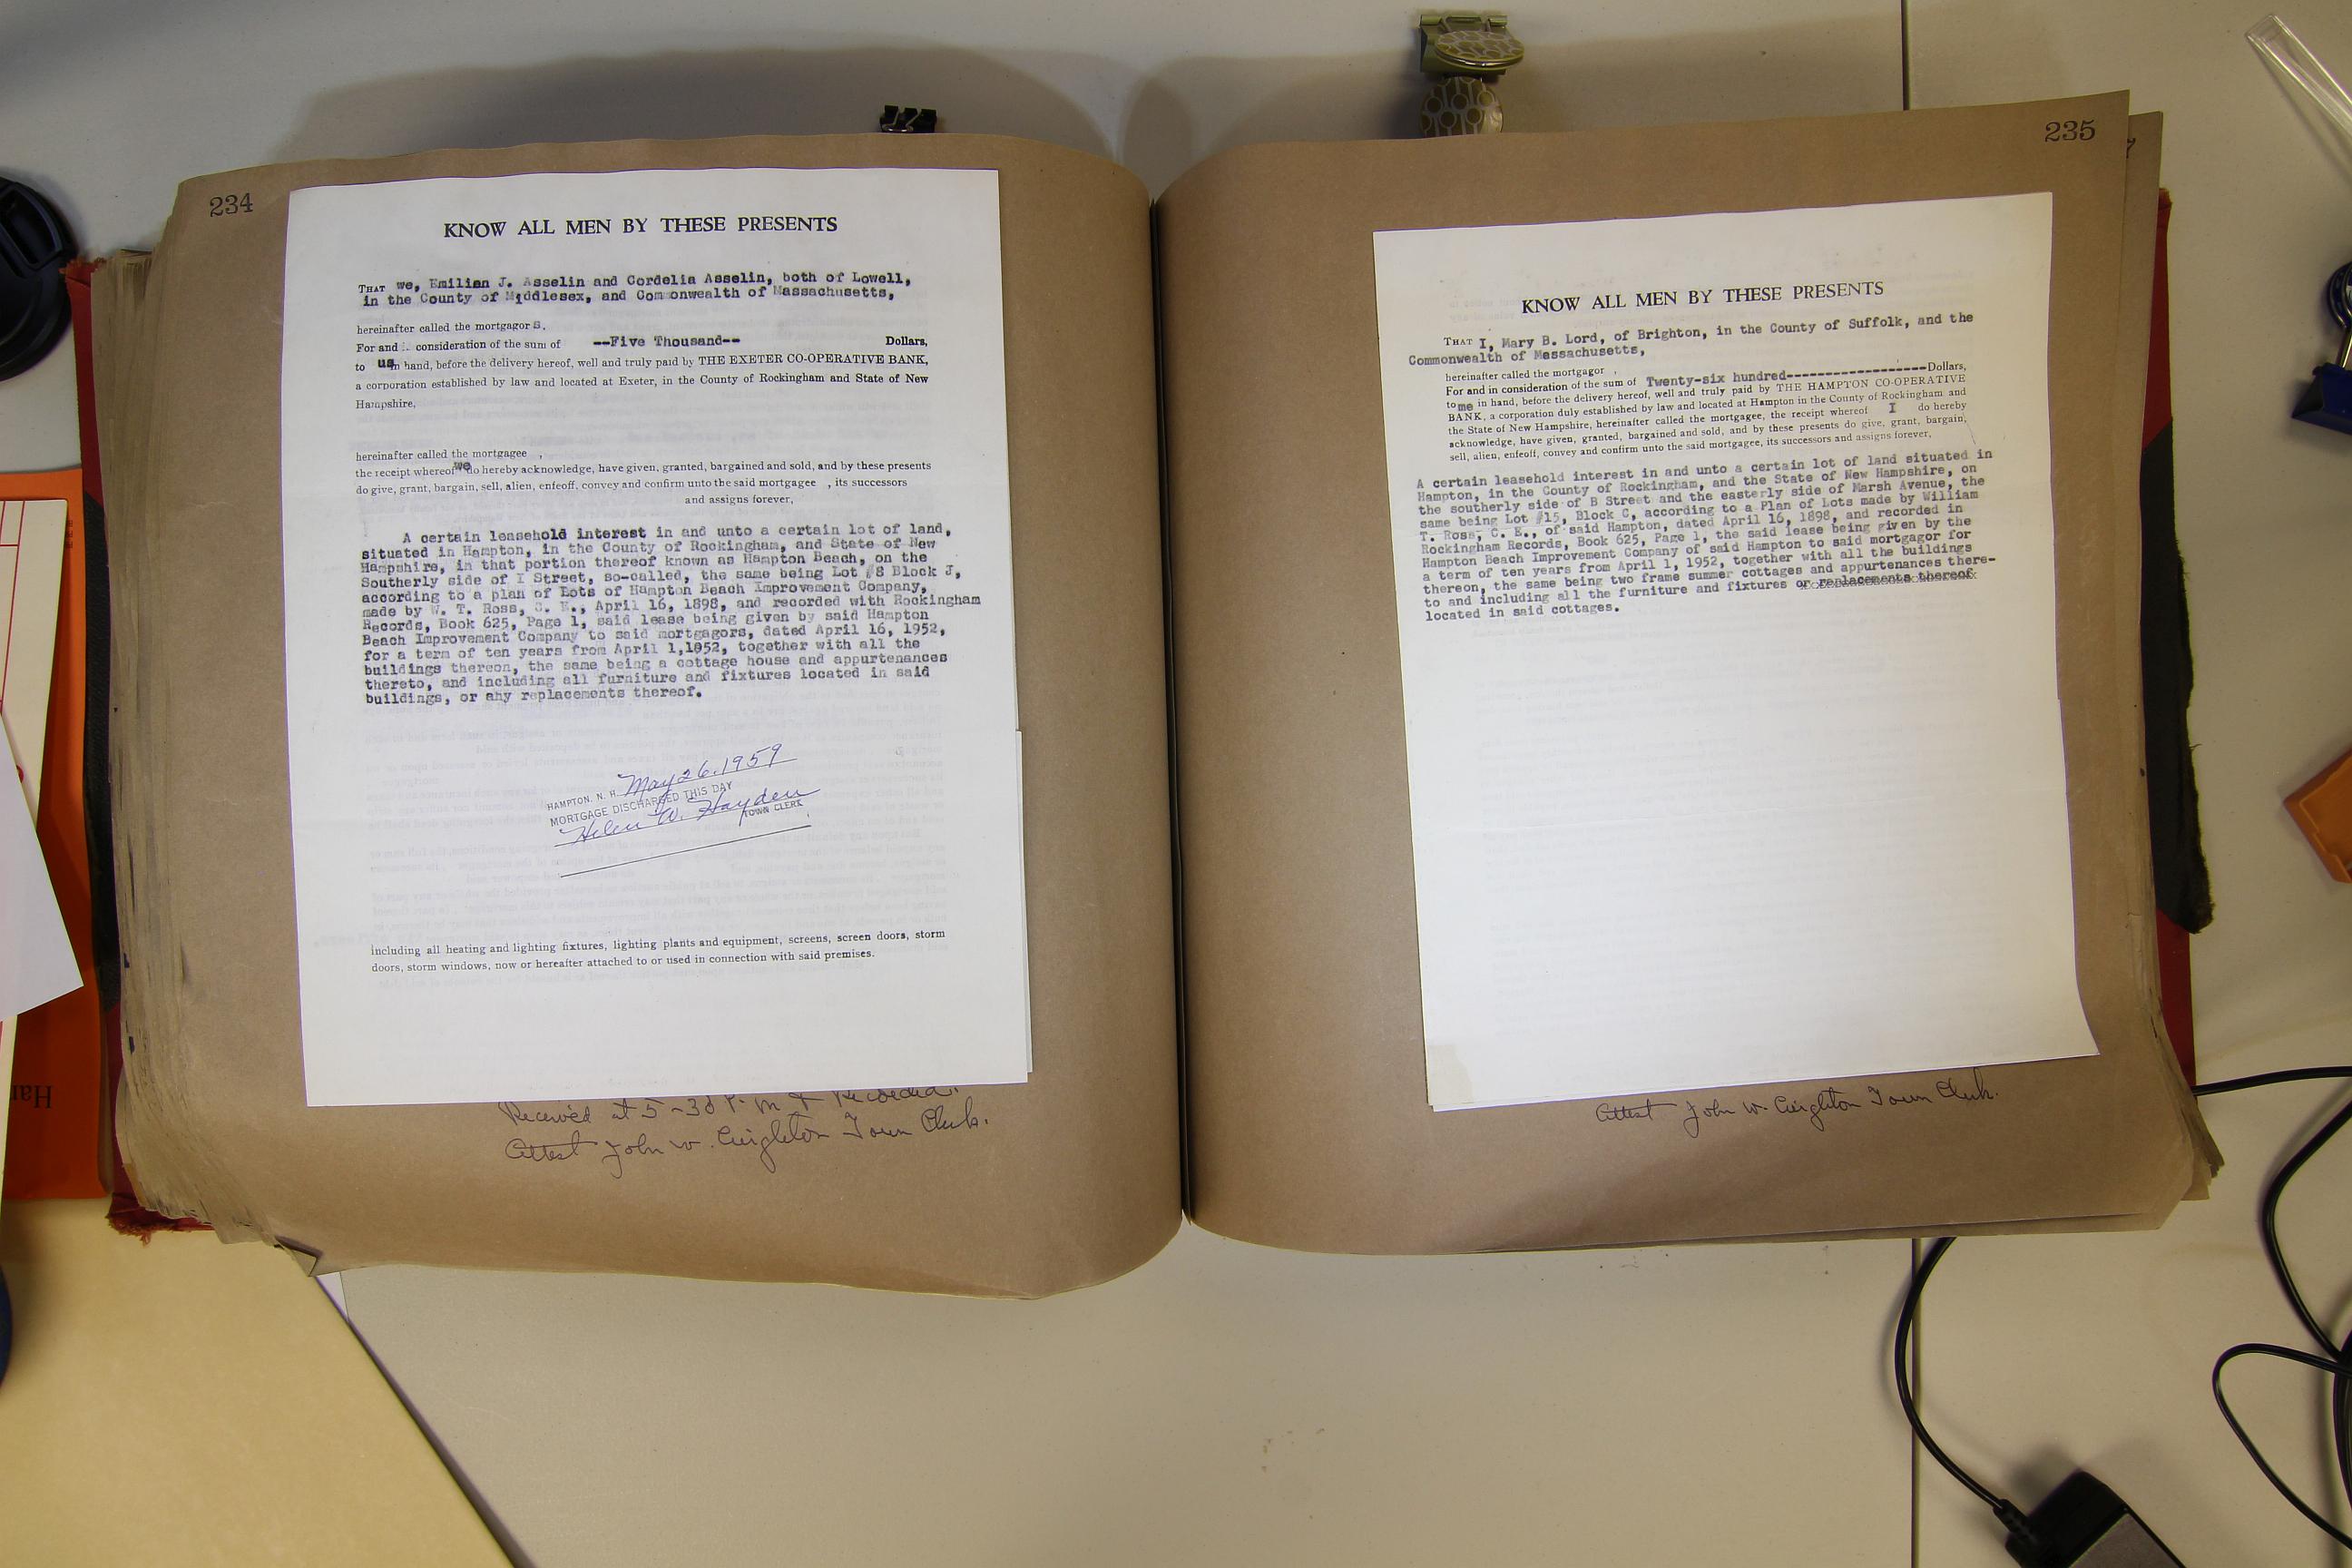 234
KNOW ALL MEN BY THESE PRESENTS
THAT we, Emilian J. Asselin and Cordelia Asselin, both of Lowell,
in the County of Middlesex, and Commonwealth of Massachusetts,
hereinafter called the mortgagor s,
For and consideration of the sum of --Five Thousand-- Dollars,
to us in hand, before the delivery hereof, well and truly paid by THE EXETER CO-OPERATIVE BANK,
a corporation established by law and located at Exeter, in the County of Rockingham and State of New
Hampshire,
hereinafter called the mortgagee ,
the receipt whereof we do hereby acknowledge, have given, granted, bargained and sold, and by these presents
do give, grant, bargain, sell, alien, enfeoff, convey and confirm unto the said mortgagee , its successors
and assigns forever,
A certain leasehold interest in and unto a certain lot of land,
situated in Hampton, in the County of Rockingham, and State of New
Hampshire, in that portion thereof known as Hampton Beach, on the
Southerly side of I Street, so-called, the same being Lot #8 Block J,
according to a plan of Lots of Hampton Beach Improvement Company,
made by W. T. Ross, C. E., April 16, 1898, and recorded with Rockingham
Records, Book 625, Page 1, said lease being given by said Hampton
Beach Improvement Company to said mortgagors, dated April 16, 1952,
for a term of ten years from April 1,1952, together with all the
buildings thereon, the same being a cottage house and appurtenances
thereto, and including all furniture and fixtures located in said
buildings, or any replacements thereof.
HAMPTON, N. H. May 26, 1959
MORTGAGE DISCHARGED THIS DAY
Helen W. Hayden
TOWN CLERK
including all heating and lighting fixtures, lighting plants and equipment, screens, screen doors, storm
doors, storm windows, now or hereafter attached to or used in connection with said premises.
Received at 5-30 P.M & Recorded.
Attest John W. Creighton Town Clerk.
235
KNOW ALL MEN BY THESE PRESENTS
THAT I, Mary B. Lord, of Brighton, in the County of Suffolk, and the
Commonwealth of Massachusetts,
hereinafter called the mortgagor ,
For and in consideration of the sum of Twenty-six hundred------------------Dollars,
to me in hand, before the delivery hereof, well and truly paid by THE HAMPTON CO-OPERATIVE
BANK, a corporation duly established by law and located at Hampton in the County of Rockingham and
the State of New Hampshire, hereinafter called the mortgagee, the receipt whereof I do hereby
acknowledge, have given, granted, bargained and sold, and by these presents do give, grant, bargain,
sell, alien, enfeoff, convey and confirm unto the said mortgagee, its successors and assigns forever,
A certain leasehold interest in and unto a certain lot of land situated in
Hampton, in the County of Rockingham, and the State of New Hampshire, on
the southerly side of B Street and the easterly side of Marsh Avenue, the
same being Lot #15, Block C, according to a Plan of Lots made by William
T. Ross, C. E., of said Hampton, dated April 16, 1898, and recorded in
Rockingham Records, Book 625, Page 1, the said lease being given by the
Hampton Beach Improvement Company of said Hampton to said mortgagor for
a term of ten years from April 1, 1952, together with all the buildings
thereon, the same being two frame summer cottages and appurtenances there-
to and including all the furniture and fixtures or replacements thereof
located in said cottages.
Attest John W. Creighton Town Clerk.
Har